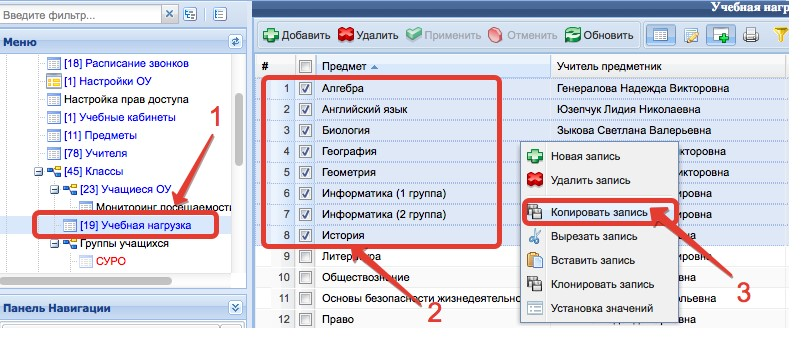 Введите фильтр...
Учебная нагр
Добавить Удалить Применить Отменить Обновить
Меню
# Предмет Учитель предметник
[18] Расписание звонков
[1] Настройки ОУ
Настройка прав доступа
[1] Учебные кабинеты
[11] Предметы
[78] Учителя
[45] Классы
[23] Учащиеся ОУ
Мониторинг посещаемости
[19] Учебная нагрузка
Группы учащихся
СУРО
Панель Навигации
1
1 Алгебра Генералова Надежда Викторовна
2 Английский язык Юзепчук Лидия Николаевна
3 Биология Зыкова Светлана Валерьевна
4 География
5 Геометрия
6 Информатика (1 группа)
7 Информатика (2 группа)
8 История
9 Литература
10 Обществознание
11 Основы безопасности жизнедеятельно
12 Право
2
Новая запись
Удалить запись
Копировать запись
Вырезать запись
Вставить запись
Клонировать запись
Установка значений
3